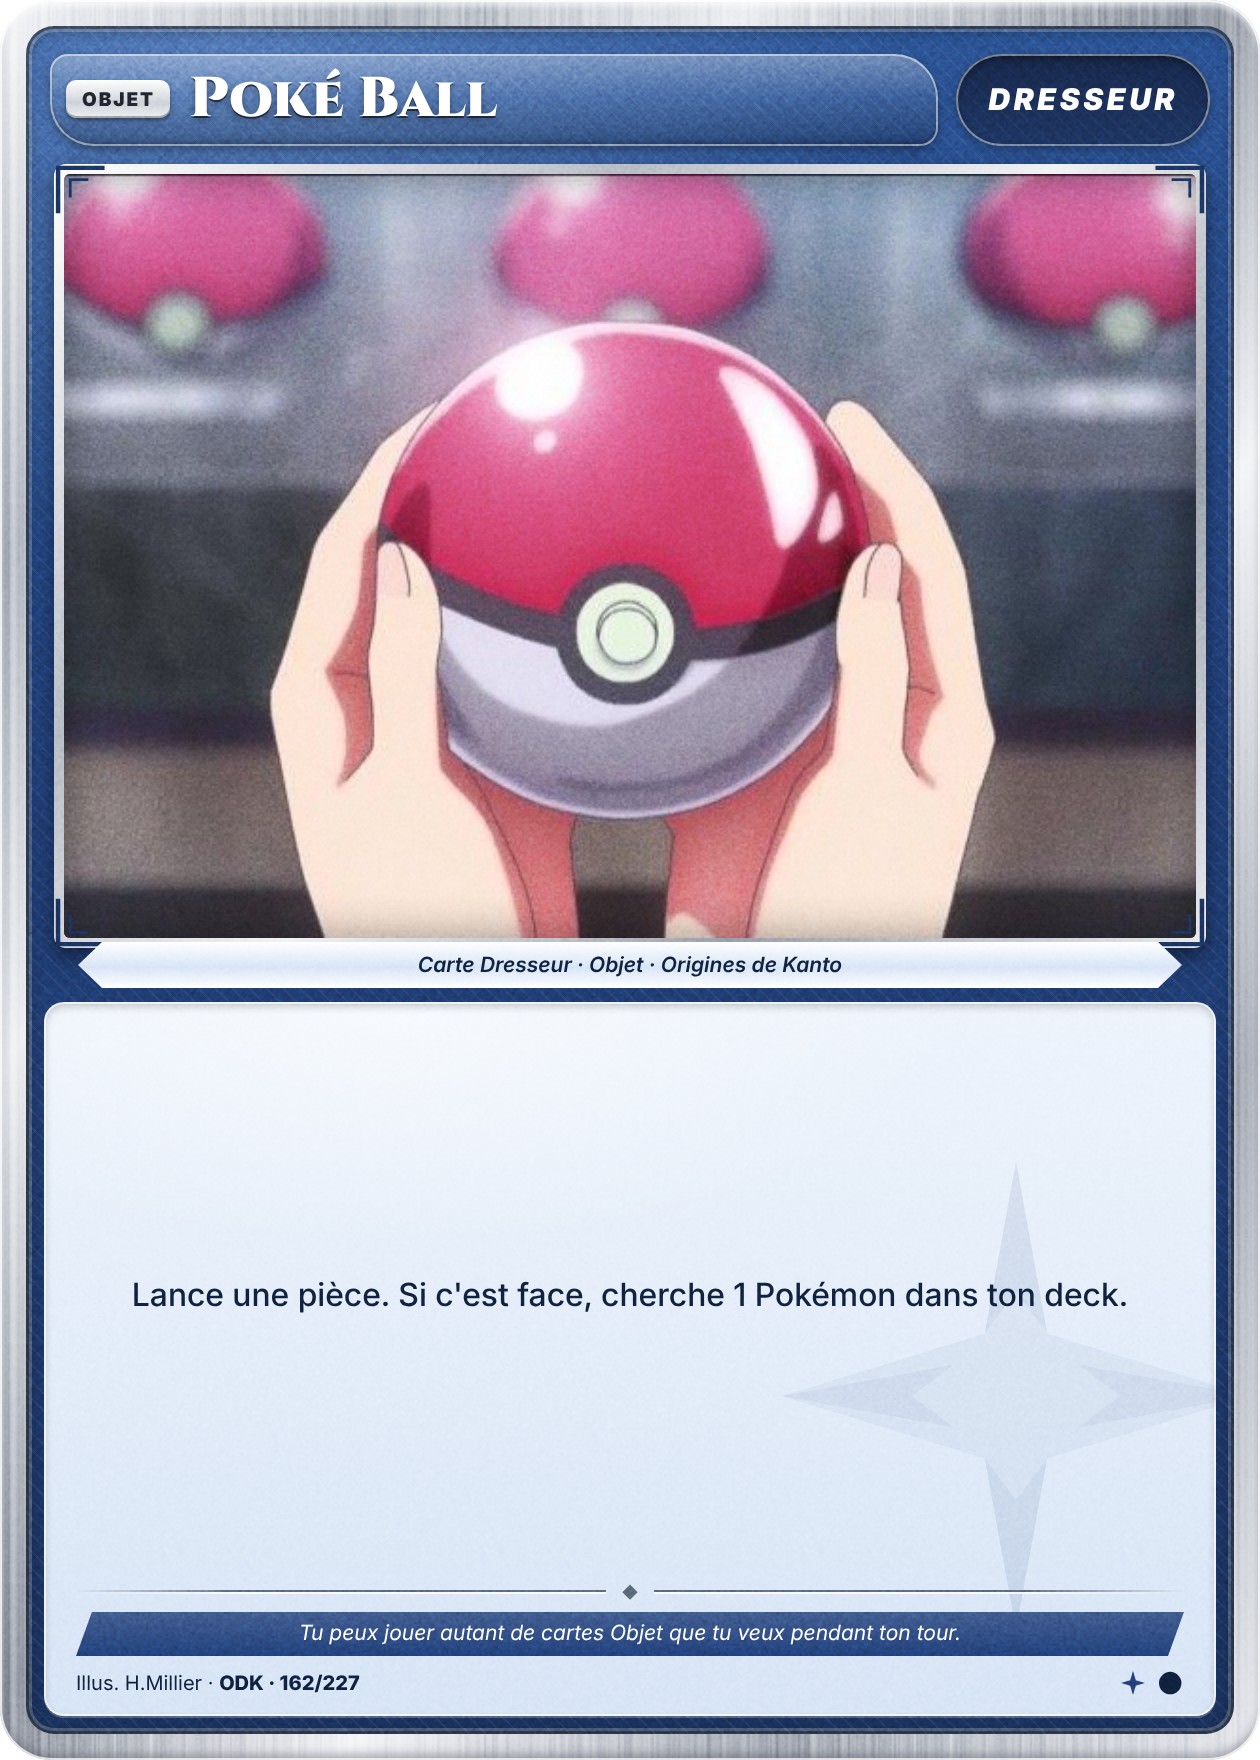 OBJET POKÉ BALL DRESSEUR
Carte Dresseur · Objet · Origines de Kanto
Lance une pièce. Si c'est face, cherche 1 Pokémon dans ton deck.
Tu peux jouer autant de cartes Objet que tu veux pendant ton tour.
Illus. H.Millier · ODK · 162/227